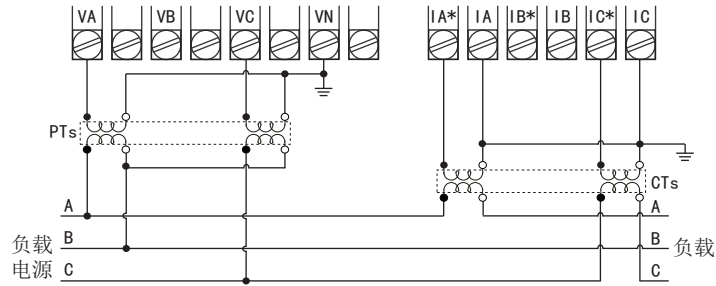 VA VB VC VN IA* IA IB* IB IC* IC
PTs
CTs
A A
负载 B B 负载
电源 C C